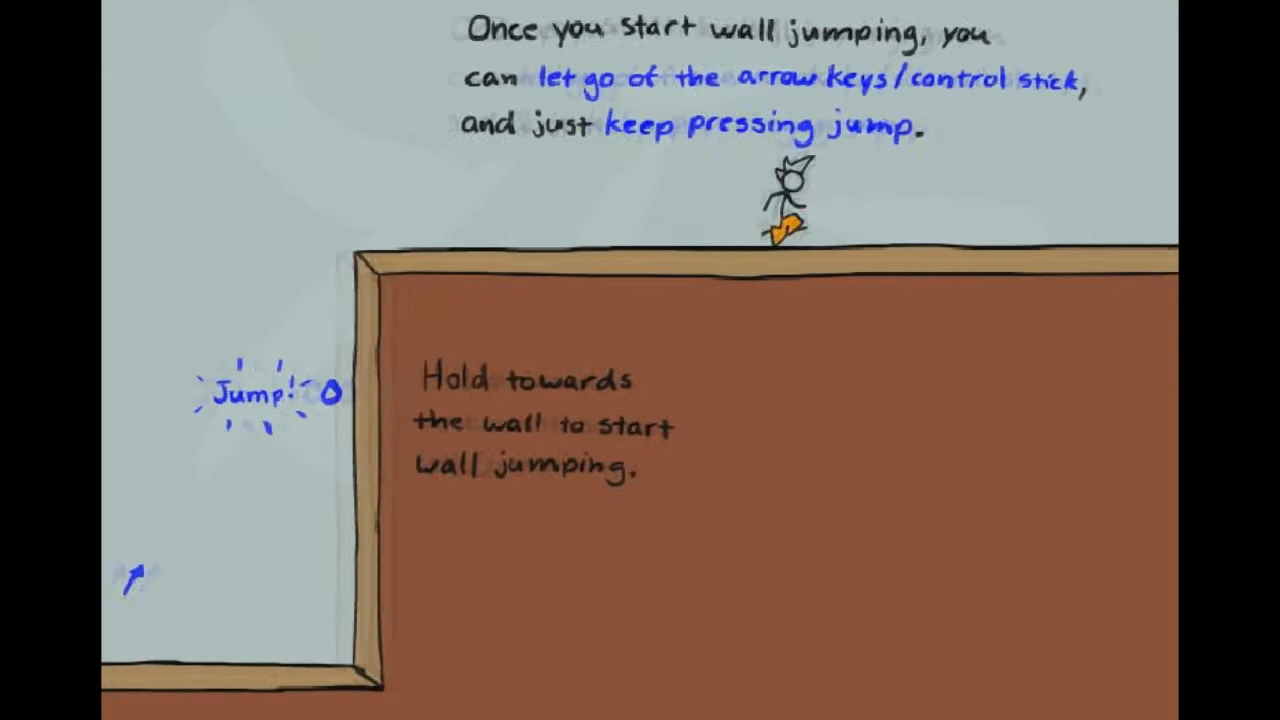 Once you start wall jumping, you
can let go of the arrow keys/control stick,
and just keep pressing jump.
Jump!
Hold towards
the wall to start
wall jumping.